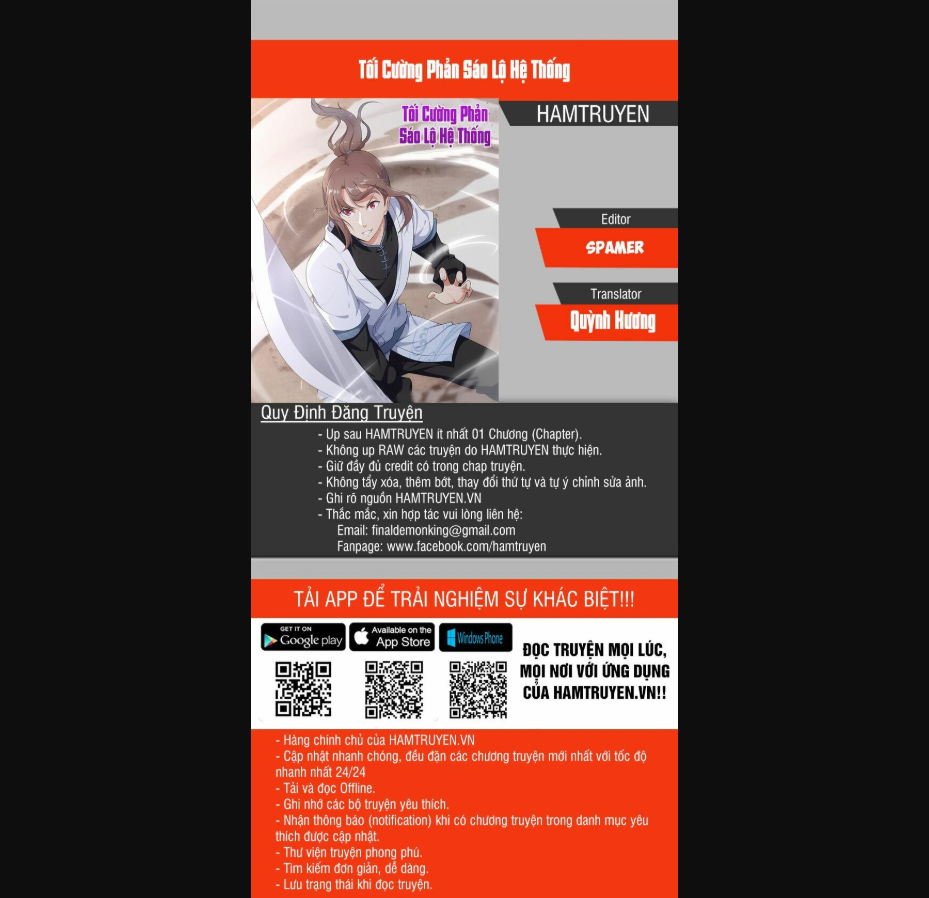 Tối Cường Phản Sáo Lộ Hệ Thống
Tối Cường Phản
Sáo Lộ Hệ Thống
HAMTRUYEN
Editor
SPAMER
Translator
Quỳnh Hương
Quy Định Đăng Truyện
- Up sau HAMTRUYEN ít nhất 01 Chương (Chapter).
- Không up RAW các truyện do HAMTRUYEN thực hiện.
- Giữ đầy đủ credit có trong chap truyện.
- Không tẩy xóa, thêm bớt, thay đổi thứ tự và tự ý chỉnh sửa ảnh.
- Ghi rõ nguồn HAMTRUYEN.VN
- Thắc mắc, xin hợp tác vui lòng liên hệ:
Email: finaldemonking@gmail.com
Fanpage: www.facebook.com/hamtruyen
TẢI APP ĐỂ TRẢI NGHIỆM SỰ KHÁC BIỆT!!!
GET IT ON
Google play
Available on the
App Store
Windows Phone
ĐỌC TRUYỆN MỌI LÚC,
MỌI NƠI VỚI ỨNG DỤNG
CỦA HAMTRUYEN.VN!!
- Hàng chính chủ của HAMTRUYEN.VN
- Cập nhật nhanh chóng, đều đặn các chương truyện mới nhất với tốc độ
nhanh nhất 24/24
- Tải và đọc Offline.
- Ghi nhớ các bộ truyện yêu thích.
- Nhận thông báo (notification) khi có chương truyện trong danh mục yêu
thích được cập nhật.
- Thư viện truyện phong phú.
- Tìm kiếm đơn giản, dễ dàng.
- Lưu trạng thái khi đọc truyện.